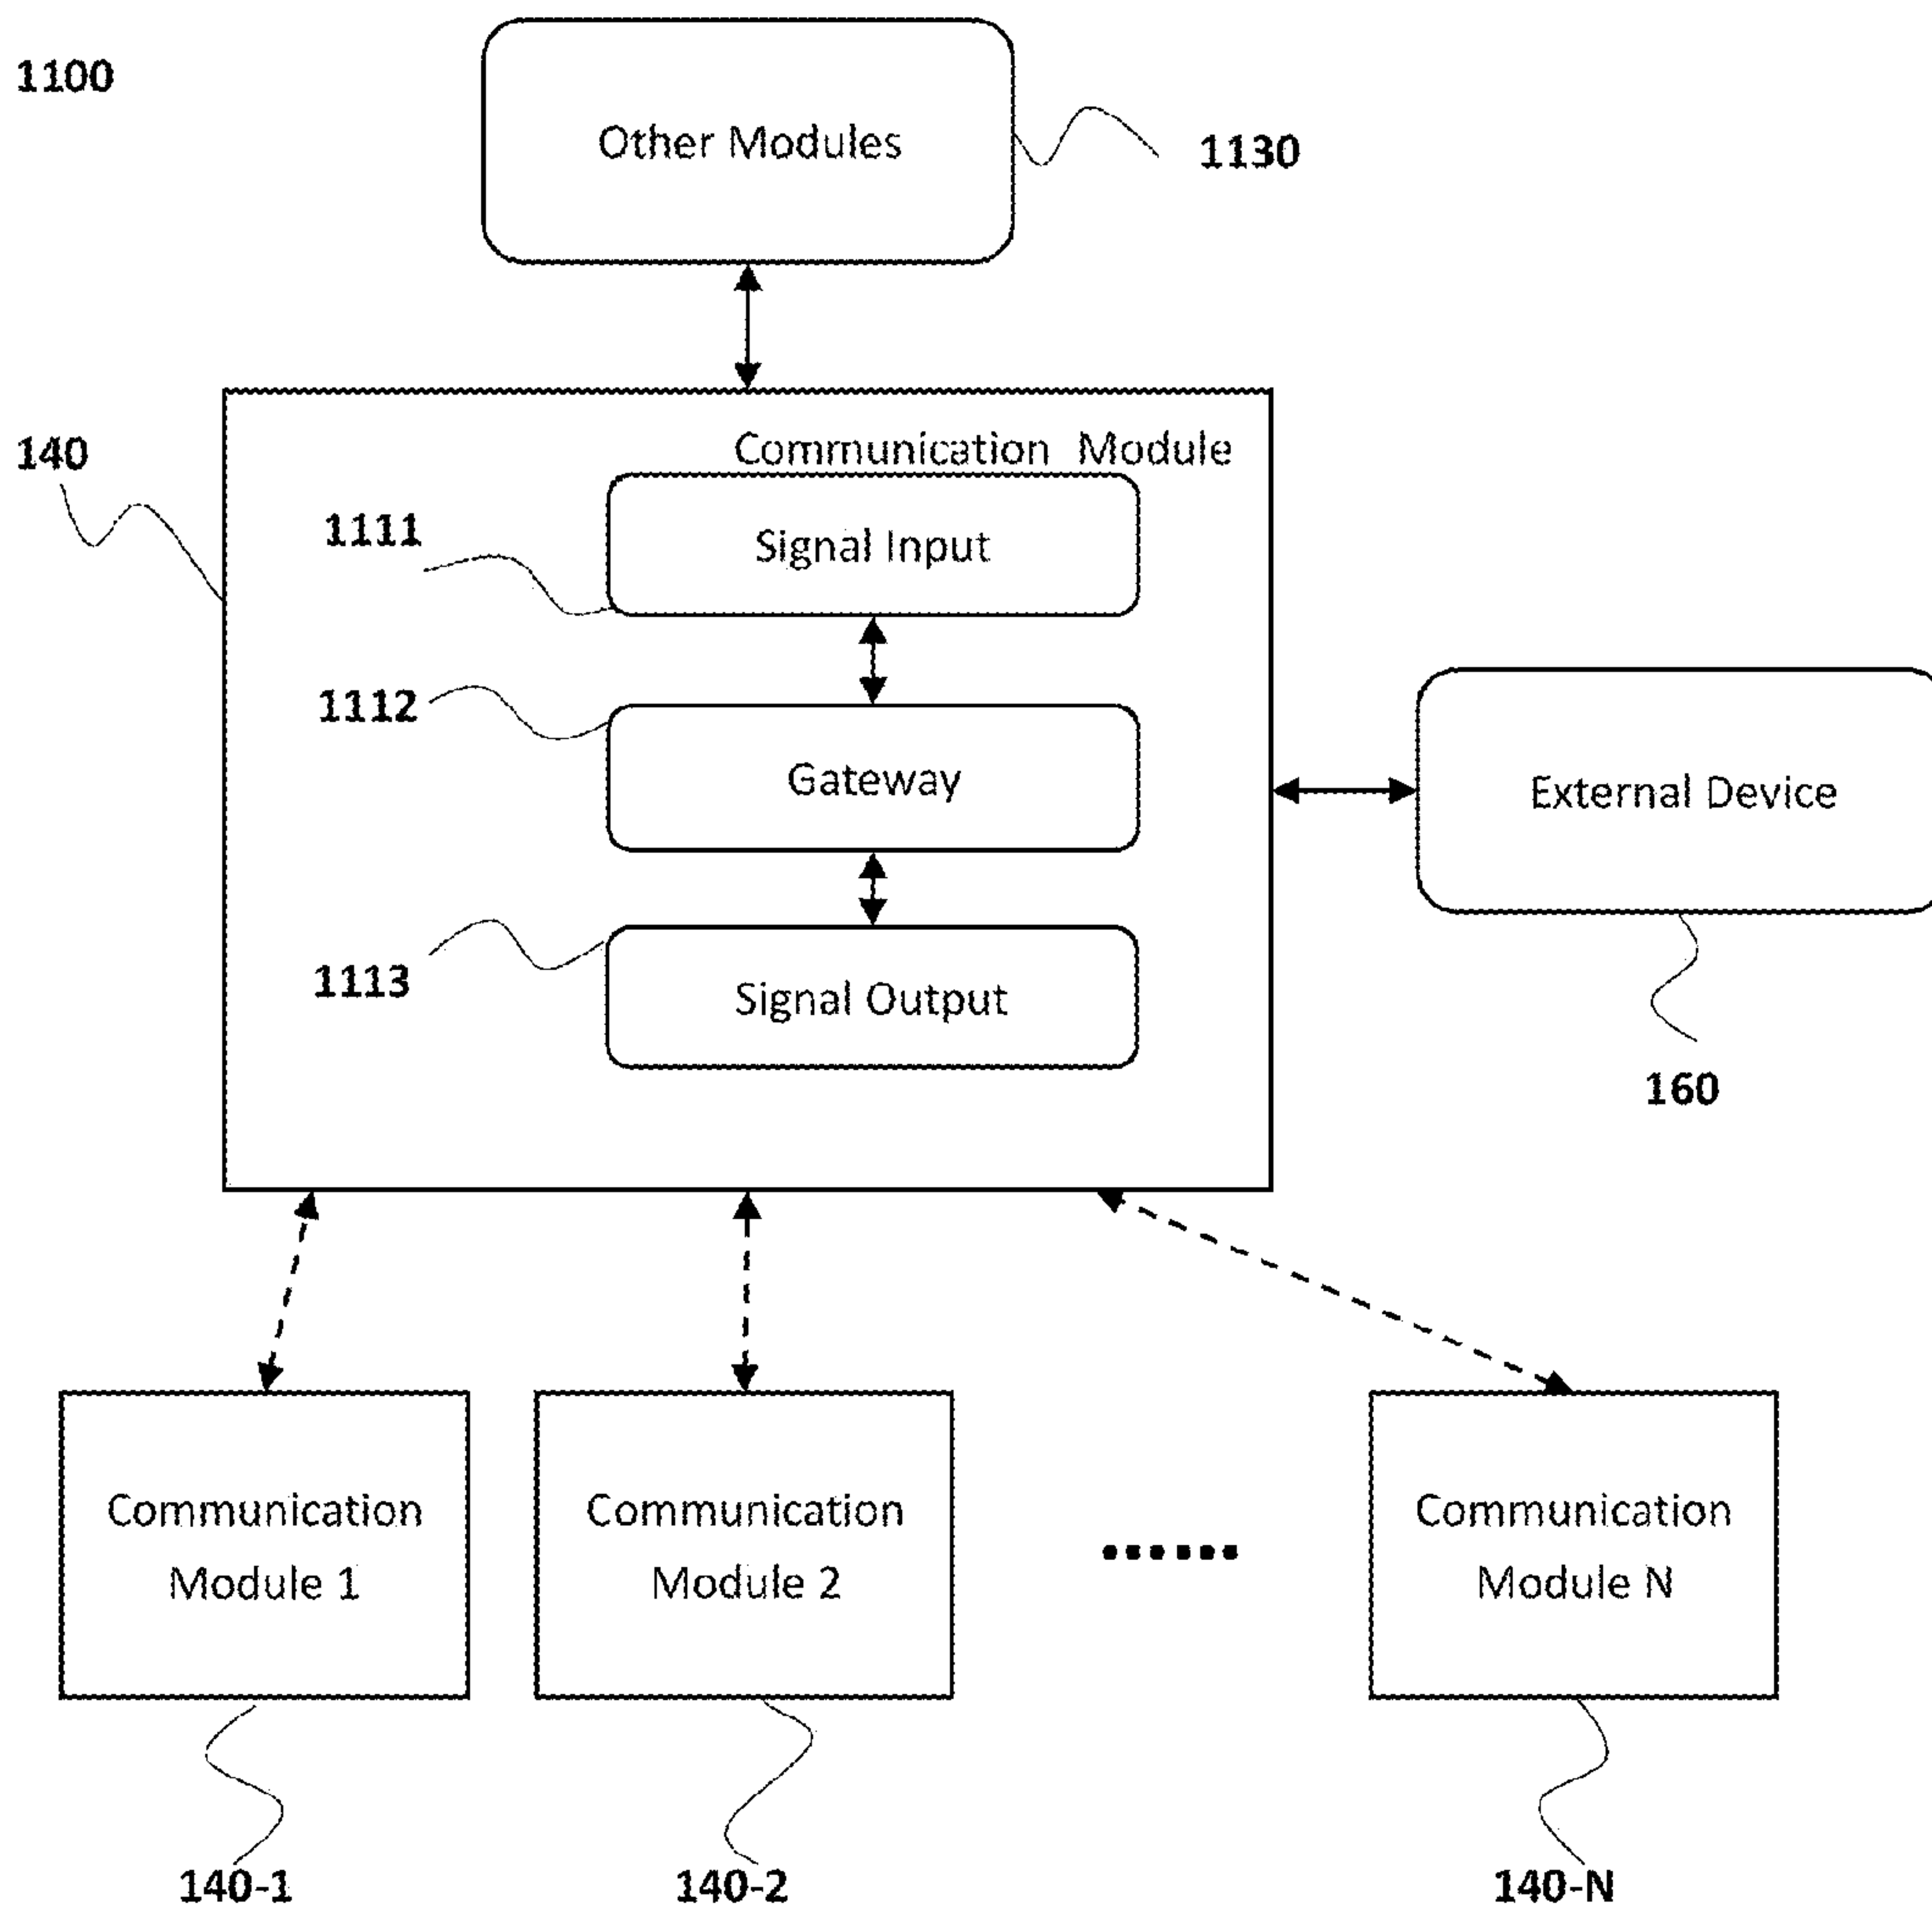 1100
Other Modules
1130
140
Communication Module
1111
Signal Input
1112
Gateway
External Device
1113
Signal Output
160
Communication
Module 1
Communication
Module 2
......
Communication
Module N
140-1
140-2
140-N